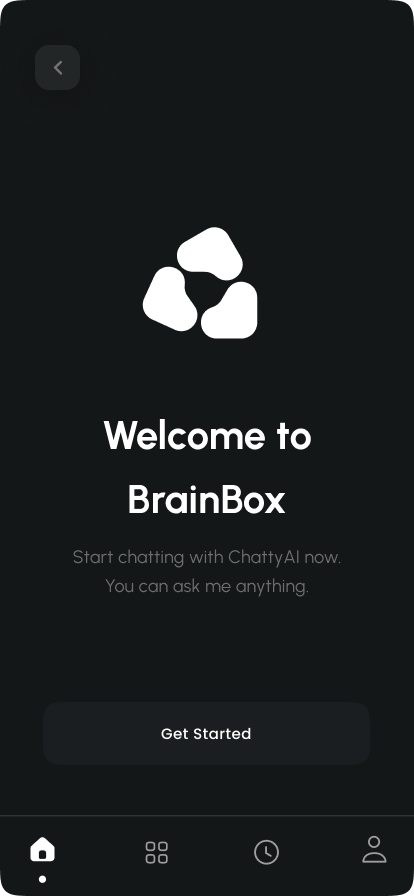 Welcome to
BrainBox
Start chatting with ChattyAI now.
You can ask me anything.
Get Started